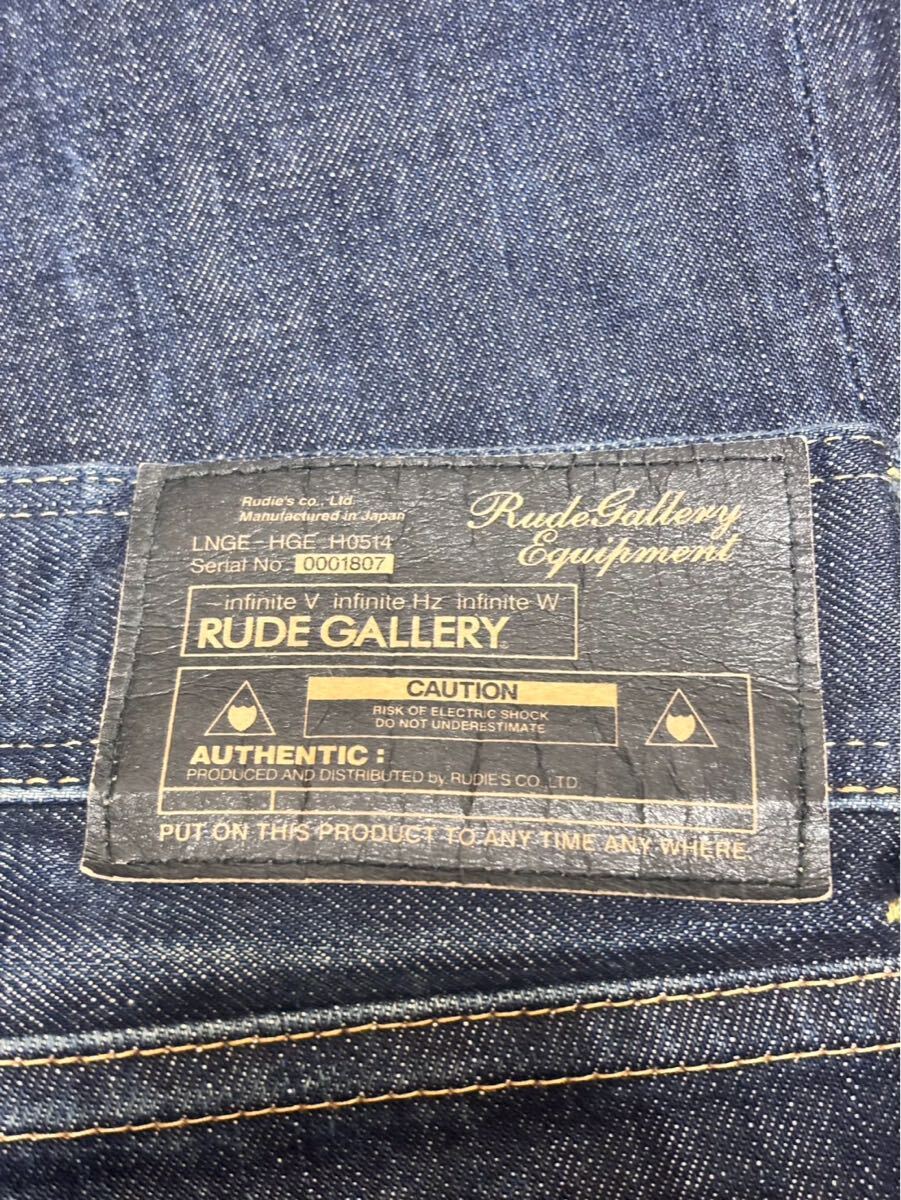 Rudie's co., Ltd.
Manufactured in Japan
LNGE-HGE H0514
Serial No. 0001807
RudeGallery
Equipment
~infinite V infinite Hz infinite W
RUDE GALLERY
CAUTION
RISK OF ELECTRIC SHOCK
DO NOT UNDERESTIMATE
AUTHENTIC :
PRODUCED AND DISTRIBUTED by. RUDIE'S CO., LTD
PUT ON THIS PRODUCT TO ANY TIME ANY WHERE.